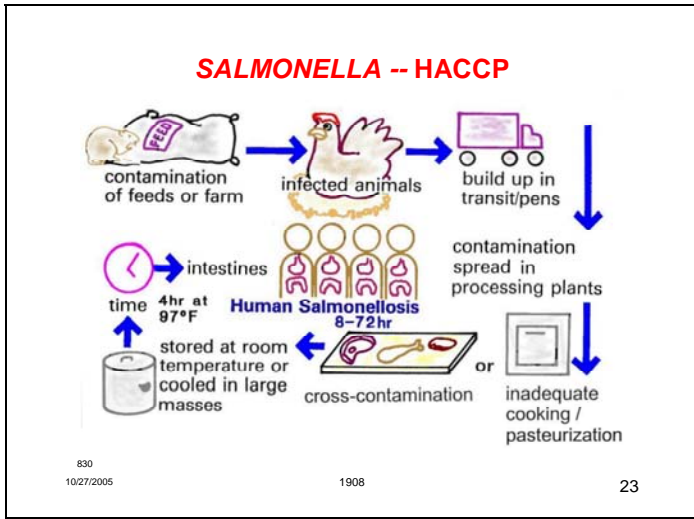 SALMONELLA -- HACCP
FEED
contamination
of feeds or farm
infected animals
build up in
transit/pens
contamination
spread in
processing plants
inadequate
cooking /
pasteurization
or
cross-contamination
stored at room
temperature or
cooled in large
masses
time
4hr at
97°F
intestines
Human Salmonellosis
8-72hr
830
10/27/2005
1908
23